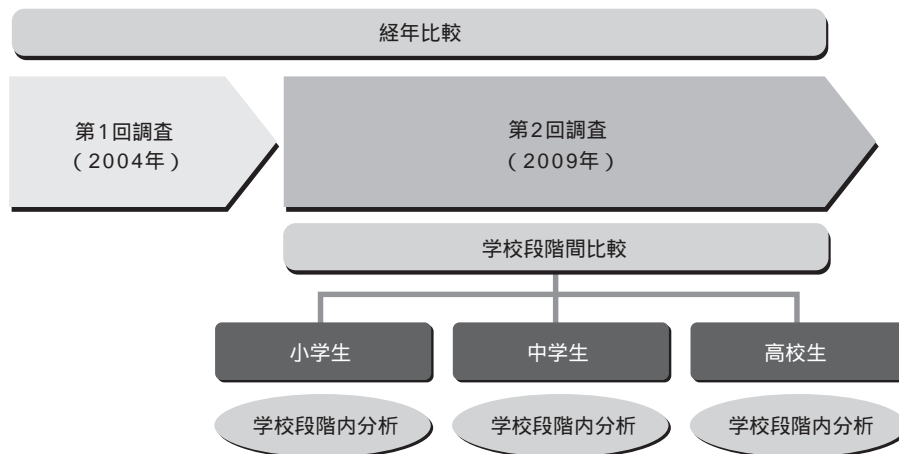 経年比較
第1回調査
（2004年）
第2回調査
（2009年）
学校段階間比較
小学生
中学生
高校生
学校段階内分析
学校段階内分析
学校段階内分析